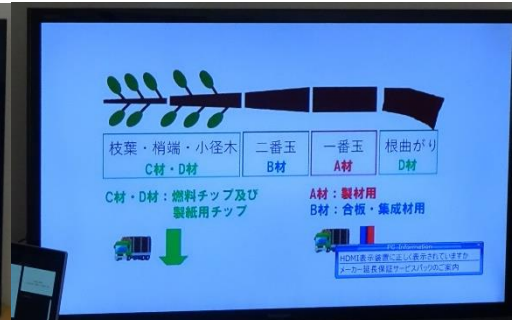 枝葉・梢端・小径木
C材・D材
二番玉
B材
一番玉
A材
根曲がり
D材
C材・D材：燃料チップ及び
製紙用チップ
A材：製材用
B材：合板・集成材用
PC Information
HDMI表示装置に正しく表示されていますか
メーカー延長保証サービスパックのご案内